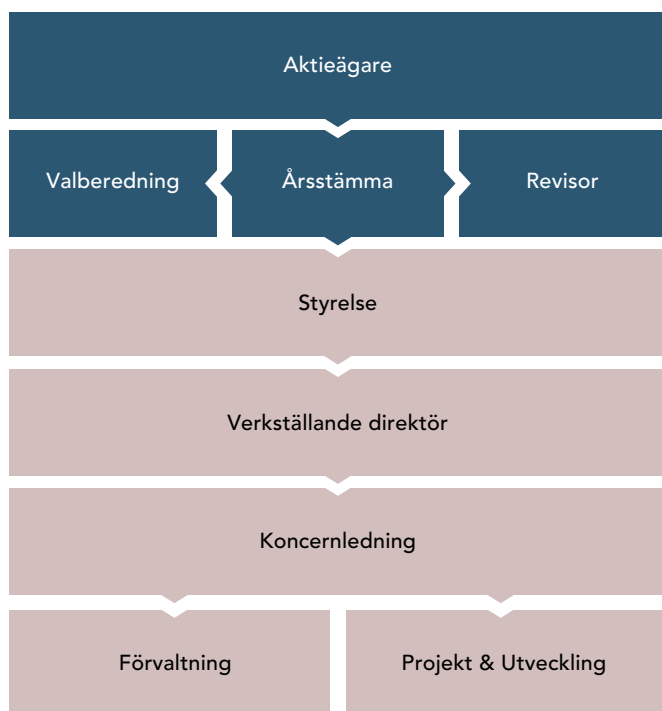 Aktieägare
Valberedning
Årsstämma
Revisor
Styrelse
Verkställande direktör
Koncernledning
Förvaltning
Projekt & Utveckling